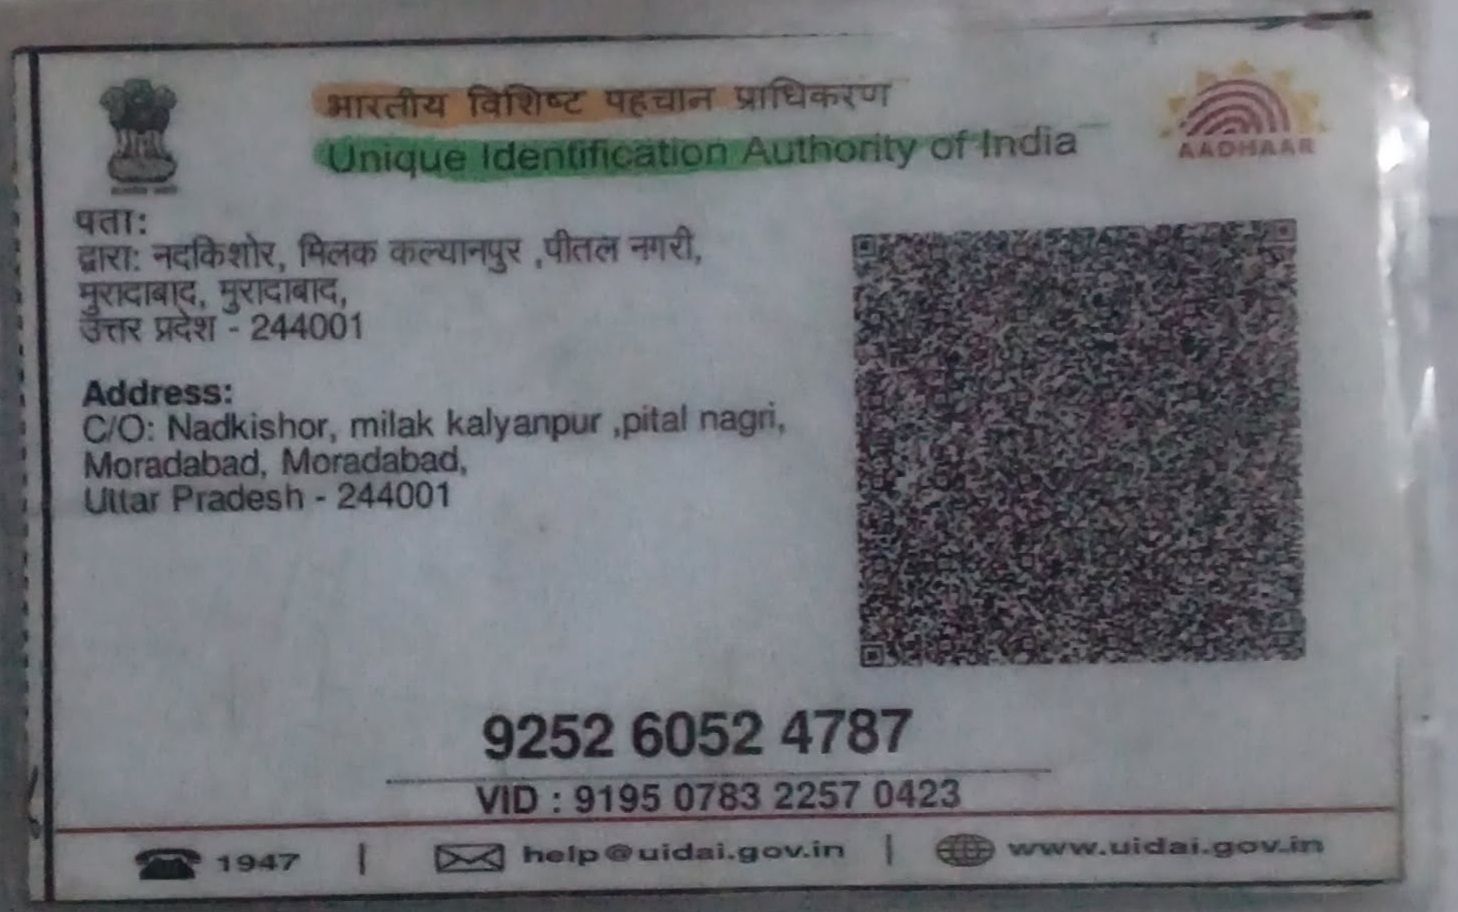 भारतीय विशिष्ट पहचान प्राधिकरण
Unique Identification Authority of India
AADHAAR
पता:
द्वारा: नदकिशोर, मिलक कल्यानपुर ,पीतल नगरी,
मुरादाबाद, मुरादाबाद,
उत्तर प्रदेश - 244001
Address:
C/O: Nadkishor, milak kalyanpur ,pital nagri,
Moradabad, Moradabad,
Uttar Pradesh - 244001
9252 6052 4787
VID : 9195 0783 2257 0423
1947 | help@uidai.gov.in | www.uidai.gov.in